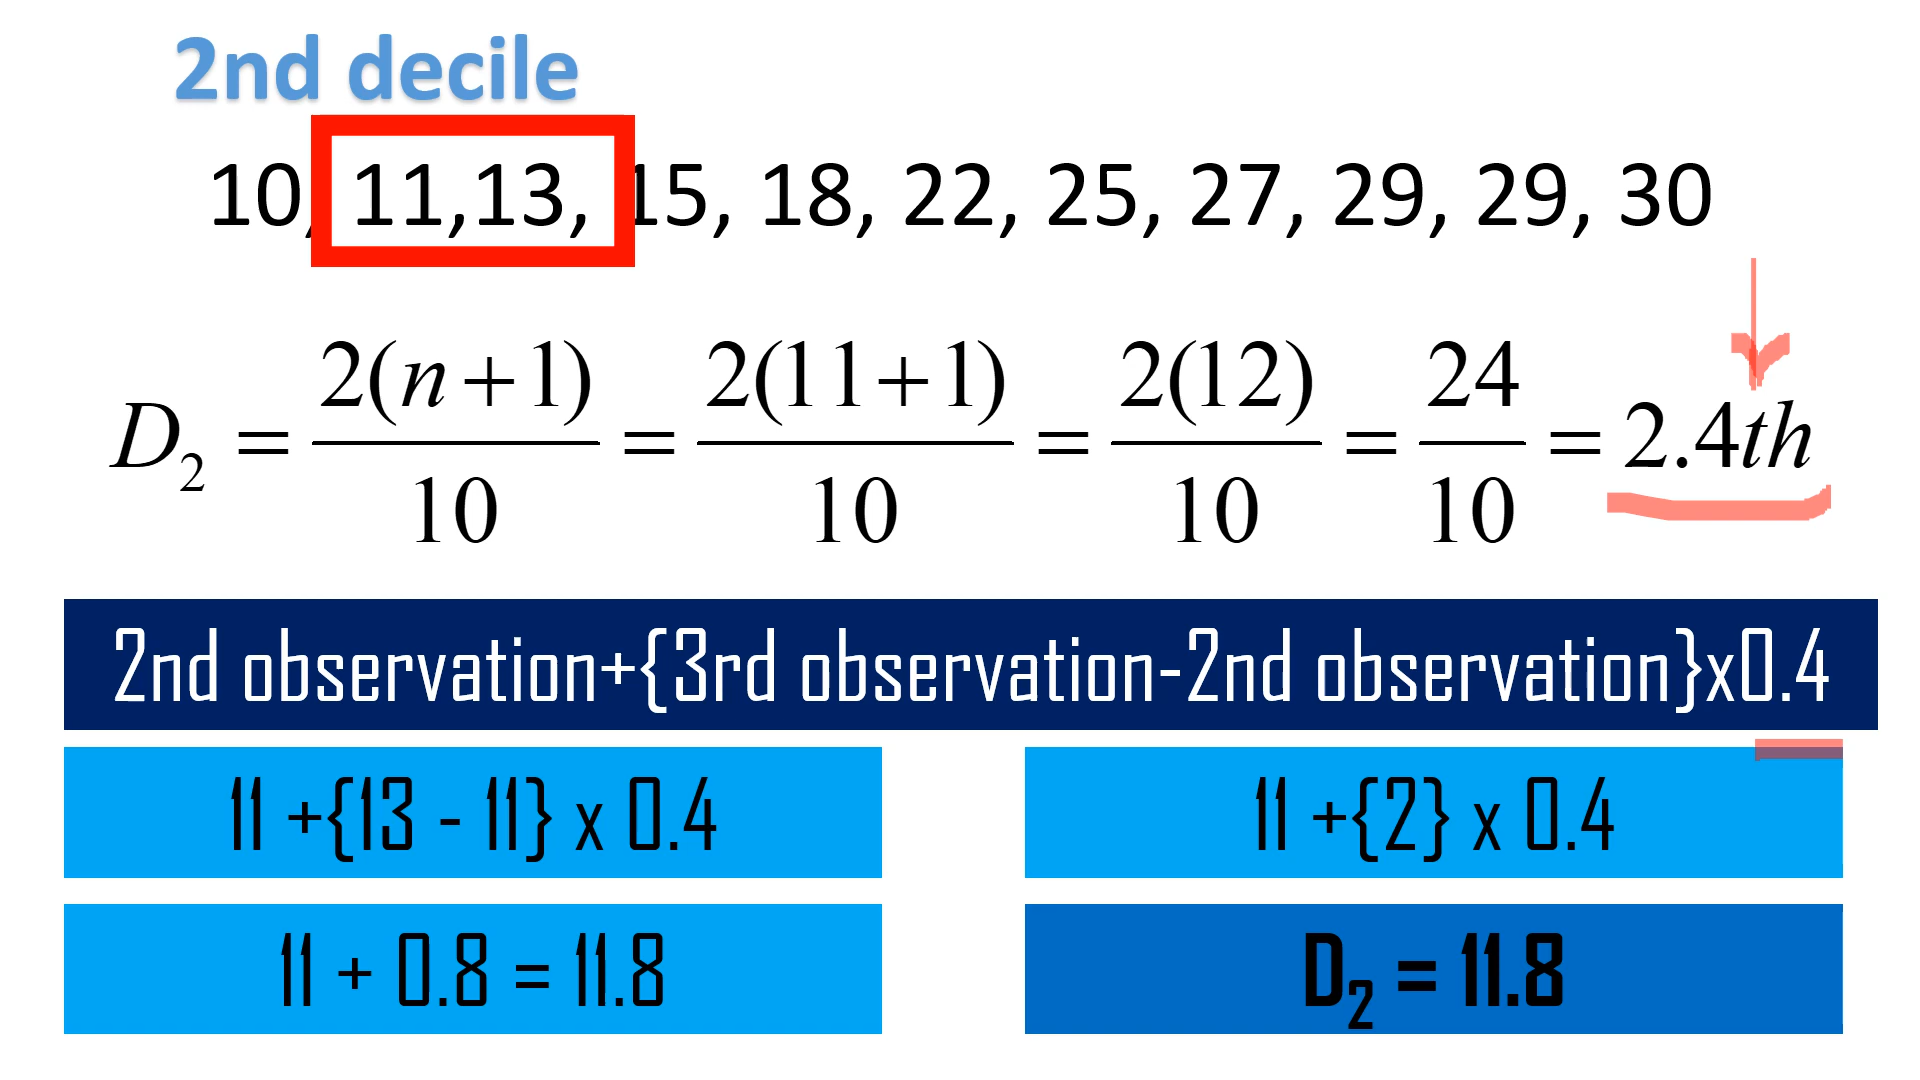 2nd decile
10, 11,13, 15, 18, 22, 25, 27, 29, 29, 30
D₂ = 2(n+1)/10 = 2(11+1)/10 = 2(12)/10 = 24/10 = 2.4th
2nd observation+{3rd observation-2nd observation}x0.4
11 +{13 - 11} x 0.4
11 +{2} x 0.4
11 + 0.8 = 11.8
D₂ = 11.8